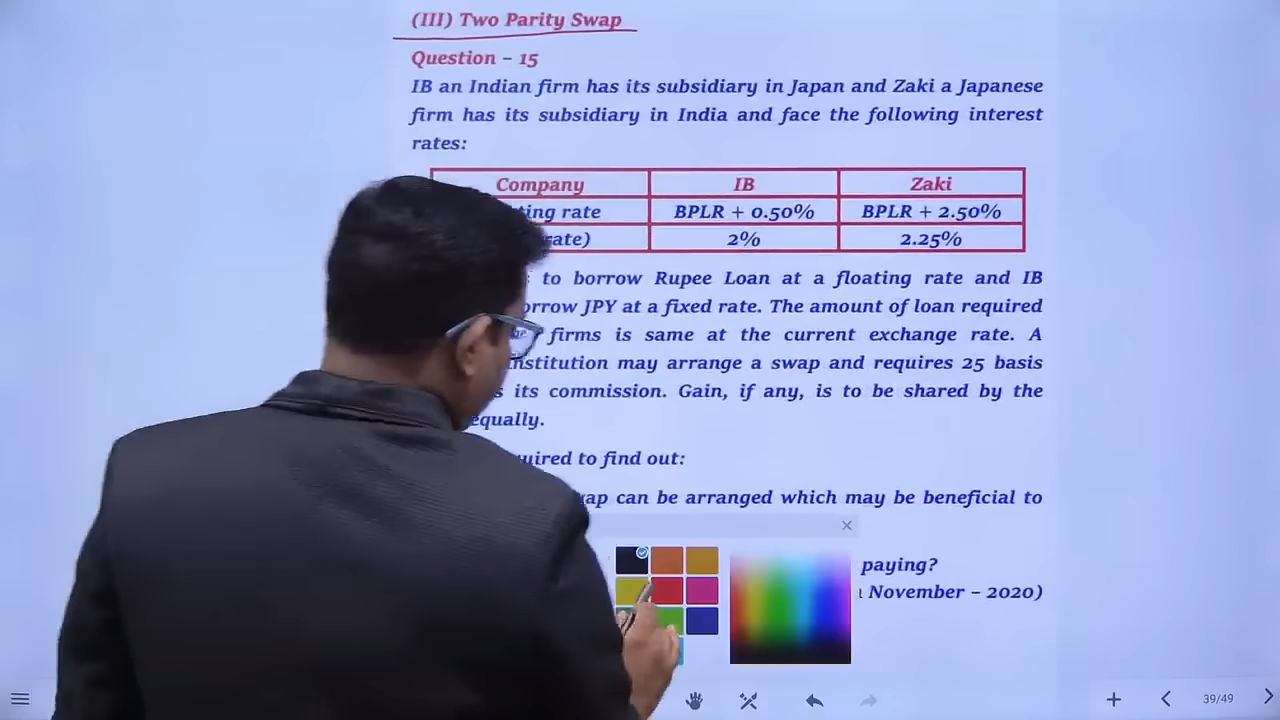 (III) Two Parity Swap
Question – 15
IB an Indian firm has its subsidiary in Japan and Zaki a Japanese
firm has its subsidiary in India and face the following interest
rates:
Company IB Zaki
ting rate BPLR + 0.50% BPLR + 2.50%
rate) 2% 2.25%
to borrow Rupee Loan at a floating rate and IB
orrow JPY at a fixed rate. The amount of loan required
firms is same at the current exchange rate. A
nstitution may arrange a swap and requires 25 basis
its commission. Gain, if any, is to be shared by the
equally.
uired to find out:
ap can be arranged which may be beneficial to
paying?
November – 2020)
39/49